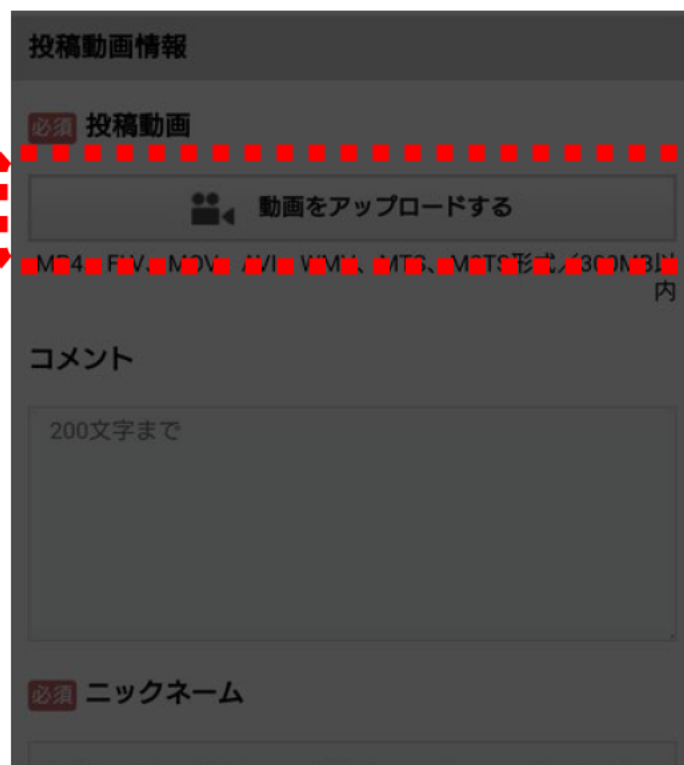 投稿動画情報
必須 投稿動画
動画をアップロードする
MP4、FLV、MOV、AVI、WMV、MTS、M2TS形式／300MB以
内
コメント
200文字まで
必須 ニックネーム